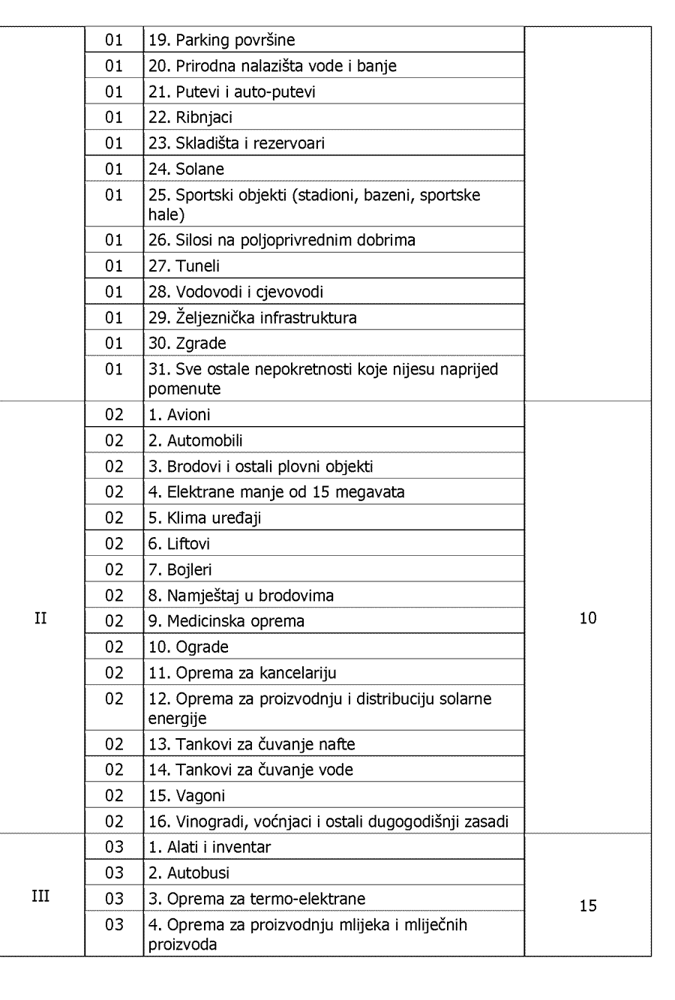 01 19. Parking površine
01 20. Prirodna nalazišta vode i banje
01 21. Putevi i auto-putevi
01 22. Ribnjaci
01 23. Skladišta i rezervoari
01 24. Solane
01 25. Sportski objekti (stadioni, bazeni, sportske
hale)
01 26. Silosi na poljoprivrednim dobrima
01 27. Tuneli
01 28. Vodovodi i cjevovodi
01 29. Željeznička infrastruktura
01 30. Zgrade
01 31. Sve ostale nepokretnosti koje nijesu naprijed
pomenute
02 1. Avioni
02 2. Automobili
02 3. Brodovi i ostali plovni objekti
02 4. Elektrane manje od 15 megavata
02 5. Klima uređaji
02 6. Liftovi
02 7. Bojleri
02 8. Namještaj u brodovima
II 02 9. Medicinska oprema 10
02 10. Ograde
02 11. Oprema za kancelariju
02 12. Oprema za proizvodnju i distribuciju solarne
energije
02 13. Tankovi za čuvanje nafte
02 14. Tankovi za čuvanje vode
02 15. Vagoni
02 16. Vinogradi, voćnjaci i ostali dugogodišnji zasadi
03 1. Alati i inventar
03 2. Autobusi
III 03 3. Oprema za termo-elektrane 15
03 4. Oprema za proizvodnju mlijeka i mliječnih
proizvoda